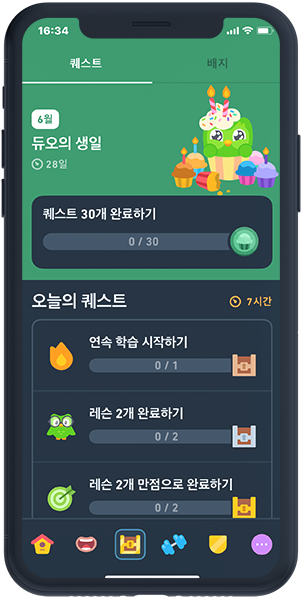 16:34
퀘스트
배지
6월
듀오의 생일
28일
퀘스트 30개 완료하기
0 / 30
오늘의 퀘스트
7시간
연속 학습 시작하기
0 / 1
레슨 2개 완료하기
0 / 2
레슨 2개 만점으로 완료하기
0 / 2